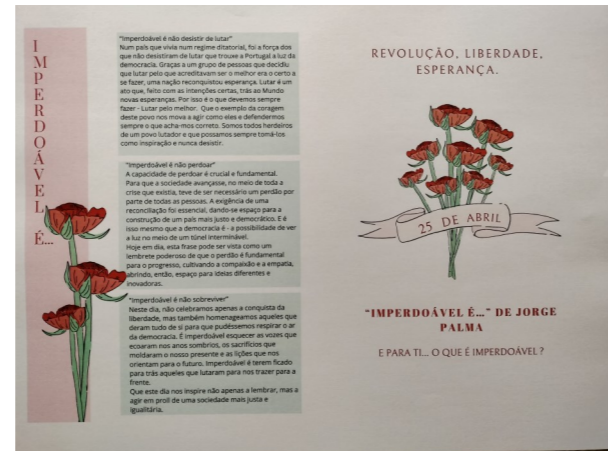 IMPERDOÁVEL É...
"Imperdoável é não desistir de lutar"
Num país que vivia num regime ditatorial, foi a força dos
que não desistiram de lutar que trouxe a Portugal a luz da
democracia. Graças a um grupo de pessoas que decidiu
que lutar pelo que acreditavam ser o melhor era o certo a
se fazer, uma nação reconquistou esperança. Lutar é um
ato que, feito com as intenções certas, trás ao Mundo
novas esperanças. Por isso é o que devemos sempre
fazer - Lutar pelo melhor. Que o exemplo da coragem
deste povo nos mova a agir como eles e defendermos
sempre o que acha-mos correto. Somos todos herdeiros
de um povo lutador e que possamos sempre tomá-los
como inspiração e nunca desistir.
"Imperdoável é não perdoar"
A capacidade de perdoar é crucial e fundamental.
Para que a sociedade avançasse, no meio de toda a
crise que existia, teve de ser necessário um perdão por
parte de todas as pessoas. A exigência de uma
reconciliação foi essencial, dando-se espaço para a
construção de um país mais justo e democrático. E é
isso mesmo que a democracia é - a possibilidade de ver
a luz no meio de um túnel interminável.
Hoje em dia, esta frase pode ser vista como um
lembrete poderoso de que o perdão é fundamental
para o progresso, cultivando a compaixão e a empatia,
abrindo, então, espaço para ideias diferentes e
inovadoras.
"Imperdoável é não sobreviver"
Neste dia, não celebramos apenas a conquista da
liberdade, mas também homenageamos aqueles que
deram tudo de si para que pudéssemos respirar o ar
da democracia. É imperdoável esquecer as vozes que
ecoaram nos anos sombrios, os sacrifícios que
moldaram o nosso presente e as lições que nos
orientam para o futuro. Imperdoável é terem ficado
para trás aqueles que lutaram para nos trazer para a
frente.
Que este dia nos inspire não apenas a lembrar, mas a
agir em prol de uma sociedade mais justa e
igualitária.
REVOLUÇÃO, LIBERDADE,
ESPERANÇA.
25 DE ABRIL
"IMPERDOÁVEL É..." DE JORGE
PALMA
E PARA TI... O QUE É IMPERDOÁVEL ?